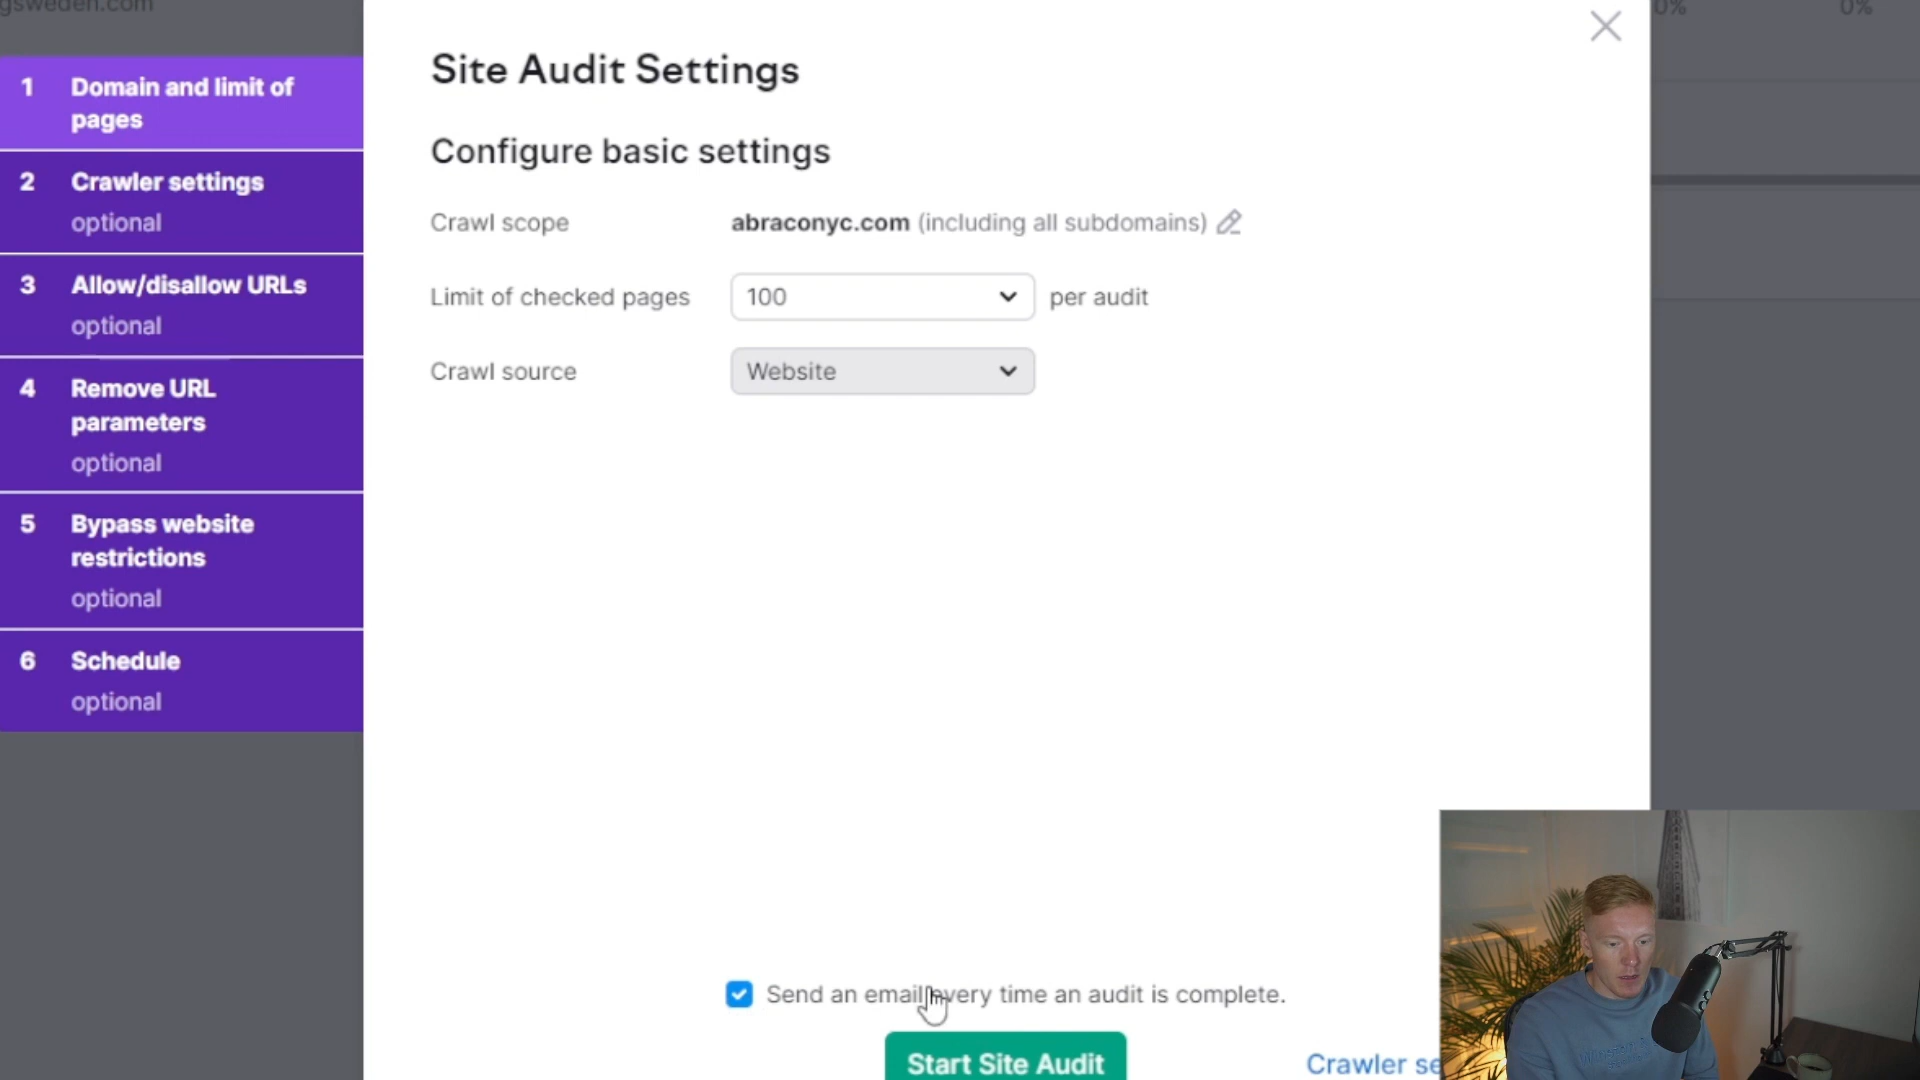 gsweden.com
0%
0%
1 Domain and limit of
pages
2 Crawler settings
optional
3 Allow/disallow URLs
optional
4 Remove URL
parameters
optional
5 Bypass website
restrictions
optional
6 Schedule
optional
Site Audit Settings
Configure basic settings
Crawl scope abraconyc.com (including all subdomains)
Limit of checked pages 100 per audit
Crawl source Website
Send an email every time an audit is complete.
Start Site Audit
Crawler se